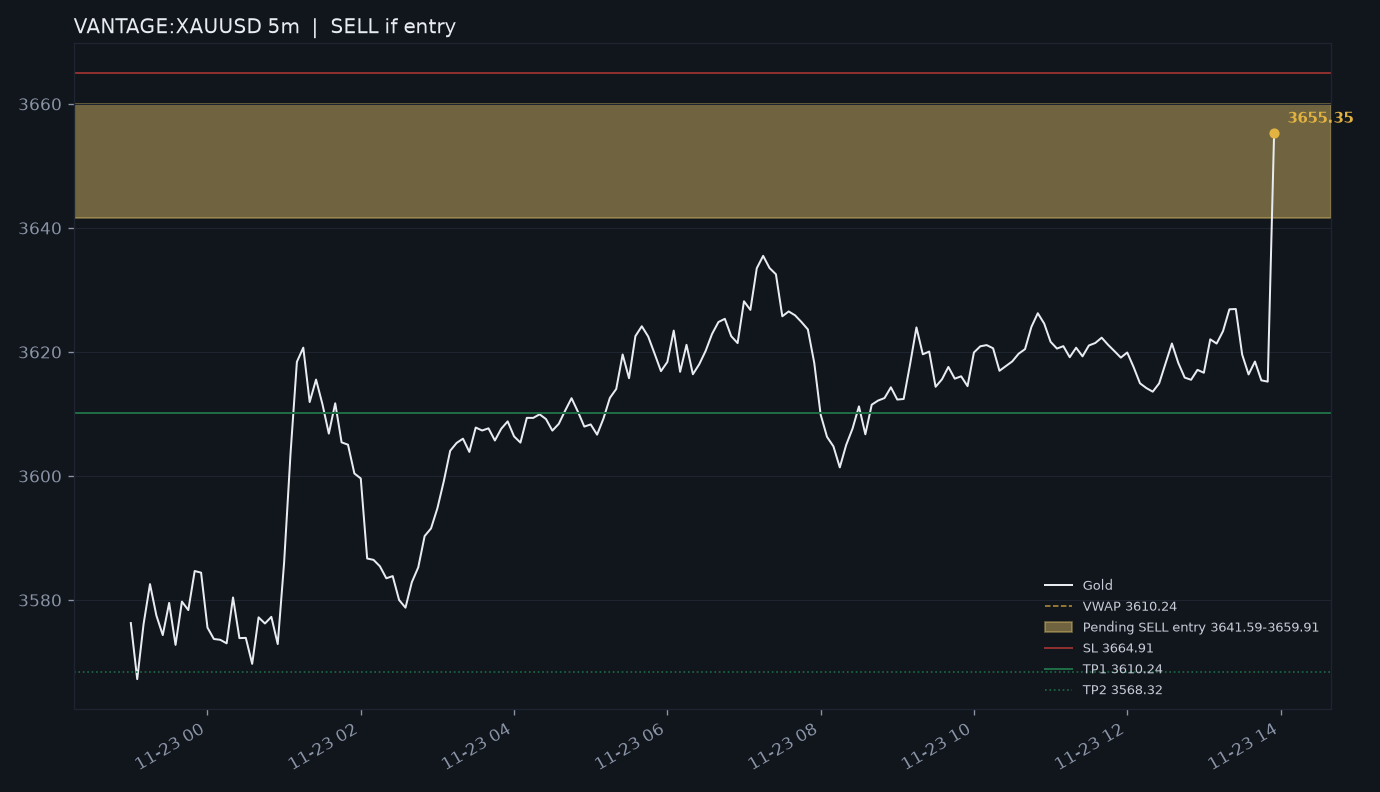 VANTAGE:XAUUSD 5m | SELL if entry
3660
3655.35
3640
3620
3600
3580
Gold
VWAP 3610.24
Pending SELL entry 3641.59-3659.91
SL 3664.91
TP1 3610.24
TP2 3568.32
11-23 00
11-23 02
11-23 04
11-23 06
11-23 08
11-23 10
11-23 12
11-23 14